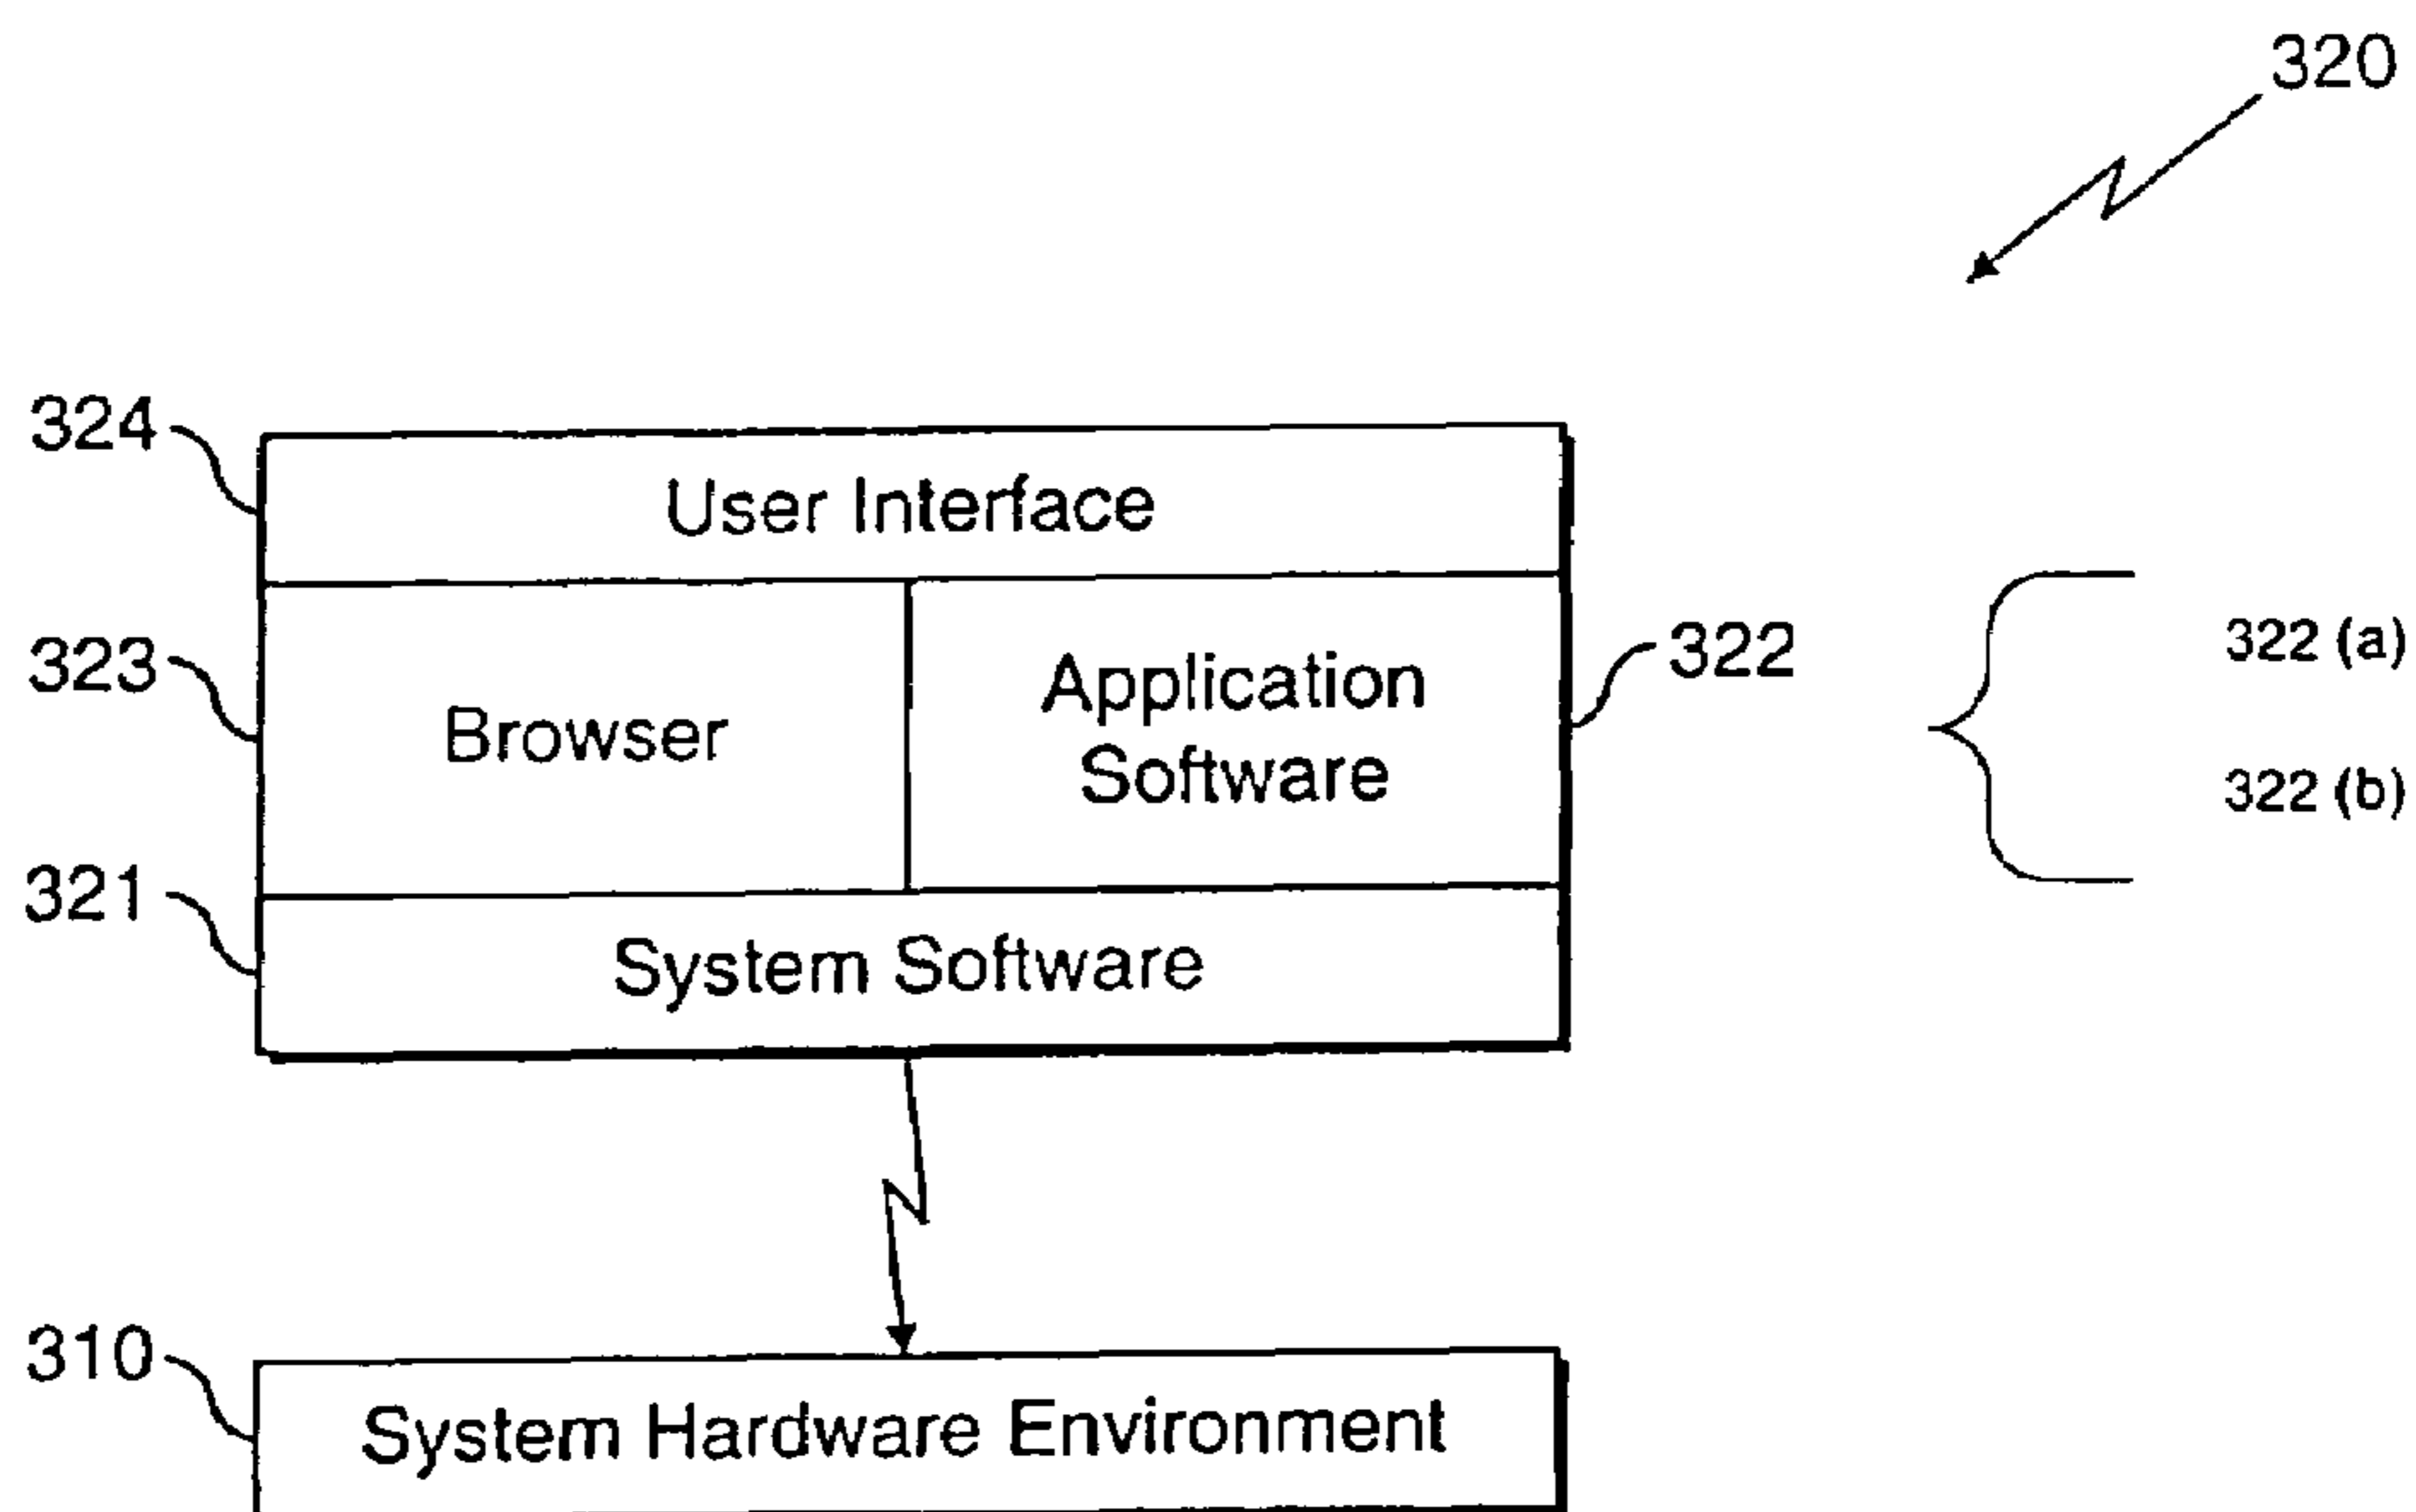 320
324
User Interface
323
Browser
Application
Software
322
322 (a)
322 (b)
321
System Software
310
System Hardware Environment